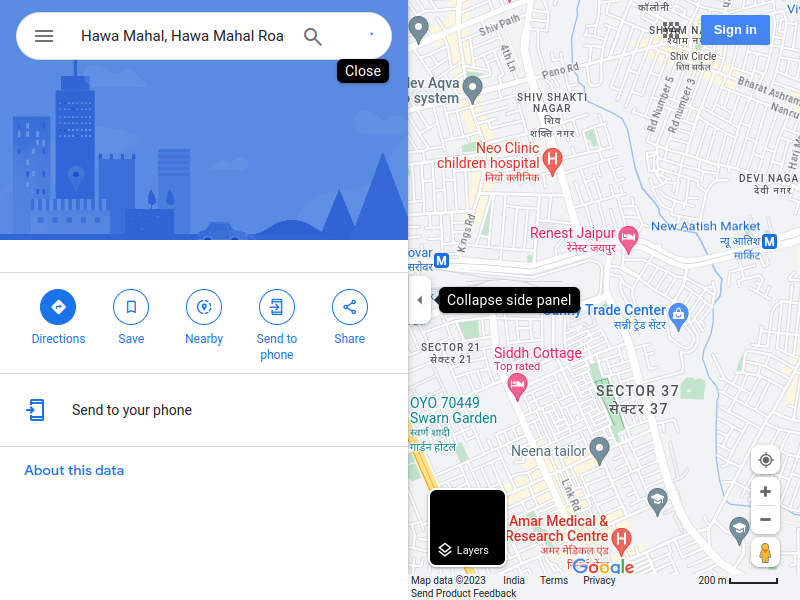 Hawa Mahal, Hawa Mahal Roa
Close
Directions
Save
Nearby
Send to
phone
Share
Send to your phone
About this data
Collapse side panel
Sign in
कॉलोनी
Shiv Path
4th Ln
Pano Rd
Shiv Circle
शिव सर्कल
Bharat Ashram
Nanru
Rd Number 5
Rd number 3
dev Aqva
o system
SHIV SHAKTI
NAGAR
शिव
शक्ति नगर
Neo Clinic
children hospital
नियो क्लीनिक
DEVI NAGA
देवी नगर
Kings Rd
Renest Jaipur
रेनेस्ट जयपुर
New Aatish Market
न्यू आतिश
मार्किट
M
ovar
सरोवर
M
Sunny Trade Center
सन्नी ट्रेड सेंटर
SECTOR 21
सेक्टर 21
Siddh Cottage
Top rated
SECTOR 37
सेक्टर 37
OYO 70449
Swarn Garden
स्वर्ण शादी
गार्डन होटल
Neena tailor
Link Rd
Amar Medical &
Research Centre
अमर मेडिकल एंड
Layers
Google
Map data ©2023
India
Terms
Privacy
200 m
Send Product Feedback